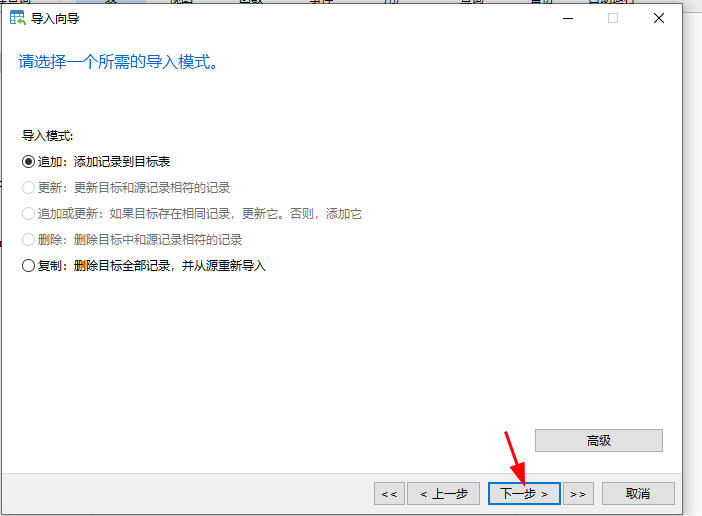 导入向导
请选择一个所需的导入模式。
导入模式:
追加：添加记录到目标表
更新：更新目标和源记录相符的记录
追加或更新：如果目标存在相同记录，更新它。否则，添加它
删除：删除目标中和源记录相符的记录
复制：删除目标全部记录，并从源重新导入
高级
<< < 上一步 下一步 > >> 取消